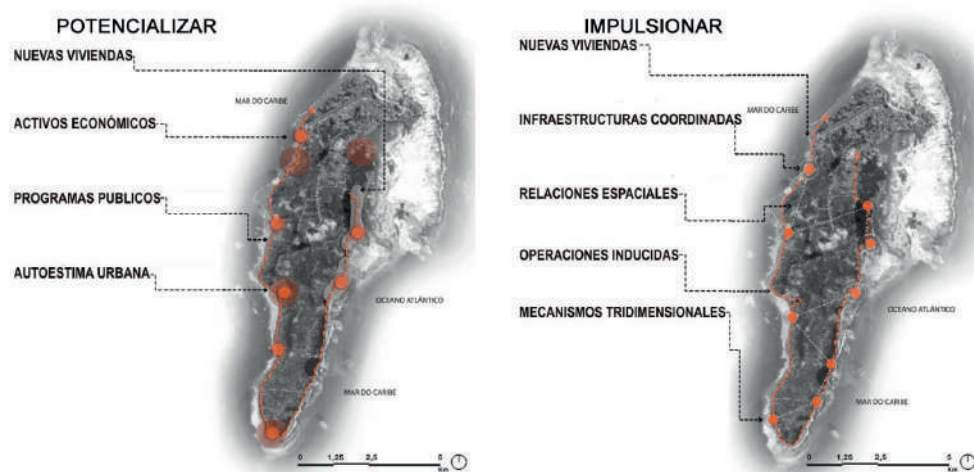 POTENCIALIZAR
NUEVAS VIVIENDAS
MAR DO CARIBE
ACTIVOS ECONÓMICOS
PROGRAMAS PUBLICOS
AUTOESTIMA URBANA
OCEANO ATLÁNTICO
MAR DO CARIBE
0 1,25 2,5 5
Km
IMPULSIONAR
NUEVAS VIVIENDAS
MAR DO CARIBE
INFRAESTRUCTURAS COORDINADAS
RELACIONES ESPACIALES
OPERACIONES INDUCIDAS
OCEANO ATLÁNTICO
MECANISMOS TRIDIMENSIONALES
MAR DO CARIBE
0 1,25 2,5 5
Km